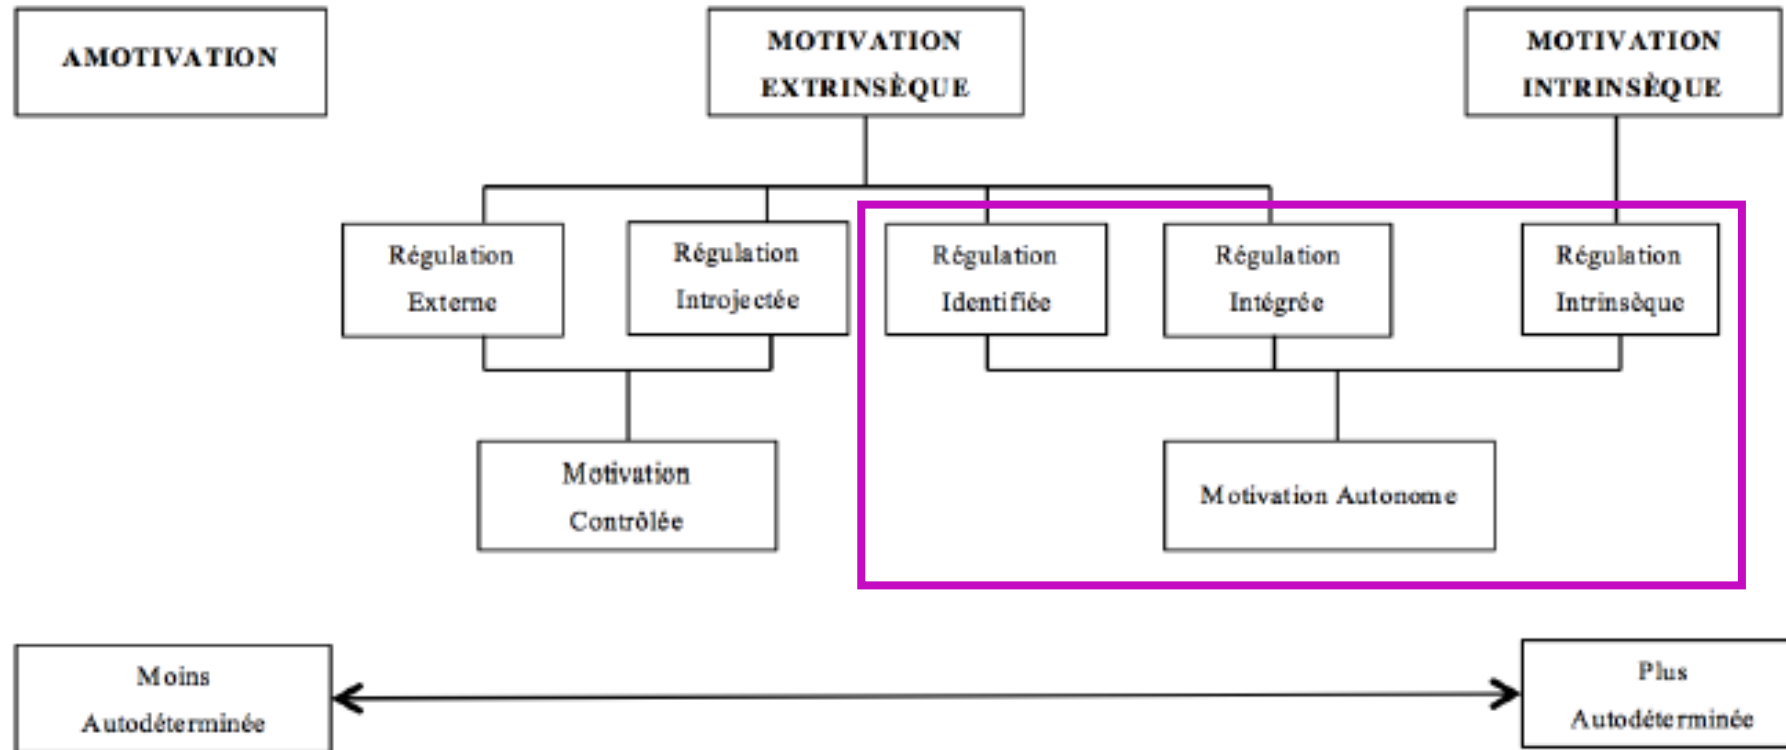 AMOTIVATION
MOTIVATION
EXTRINSÈQUE
MOTIVATION
INTRINSÈQUE
Régulation
Externe
Régulation
Introjectée
Régulation
Identifiée
Régulation
Intégrée
Régulation
Intrinsèque
Motivation
Contrôlée
Motivation Autonome
Moins
Autodéterminée
Plus
Autodéterminée